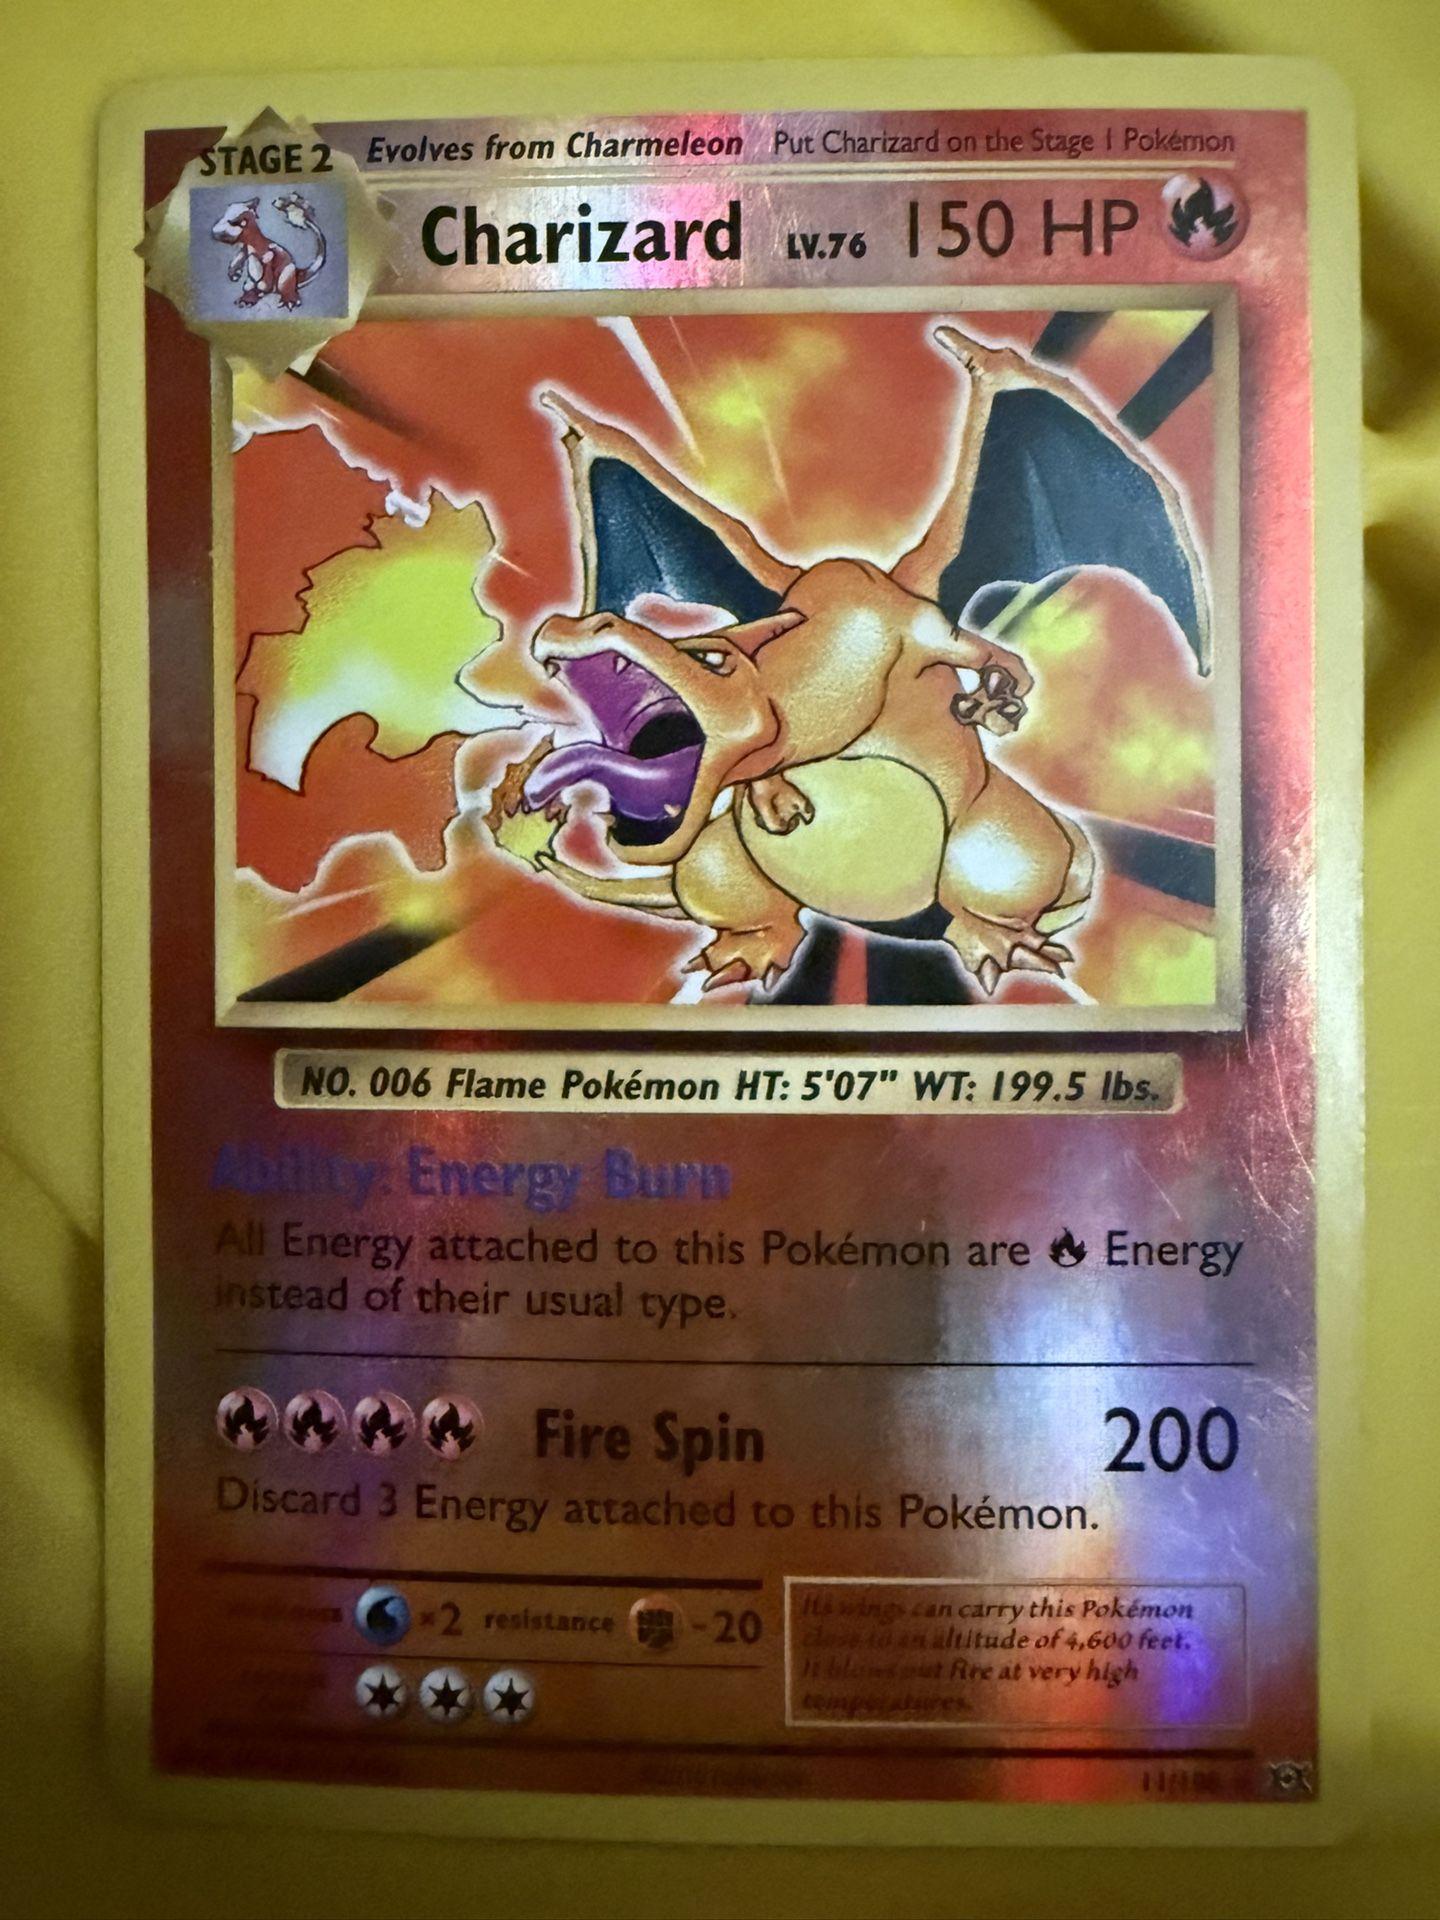 STAGE 2
Evolves from Charmeleon Put Charizard on the Stage 1 Pokémon
Charizard LV.76 150 HP
NO. 006 Flame Pokémon HT: 5'07" WT: 199.5 lbs.
Ability: Energy Burn
All Energy attached to this Pokémon are Energy
instead of their usual type.
Fire Spin 200
Discard 3 Energy attached to this Pokémon.
×2 resistance -20
Its wings can carry this Pokémon
close to an altitude of 4,600 feet.
It blows out fire at very high
temperatures.